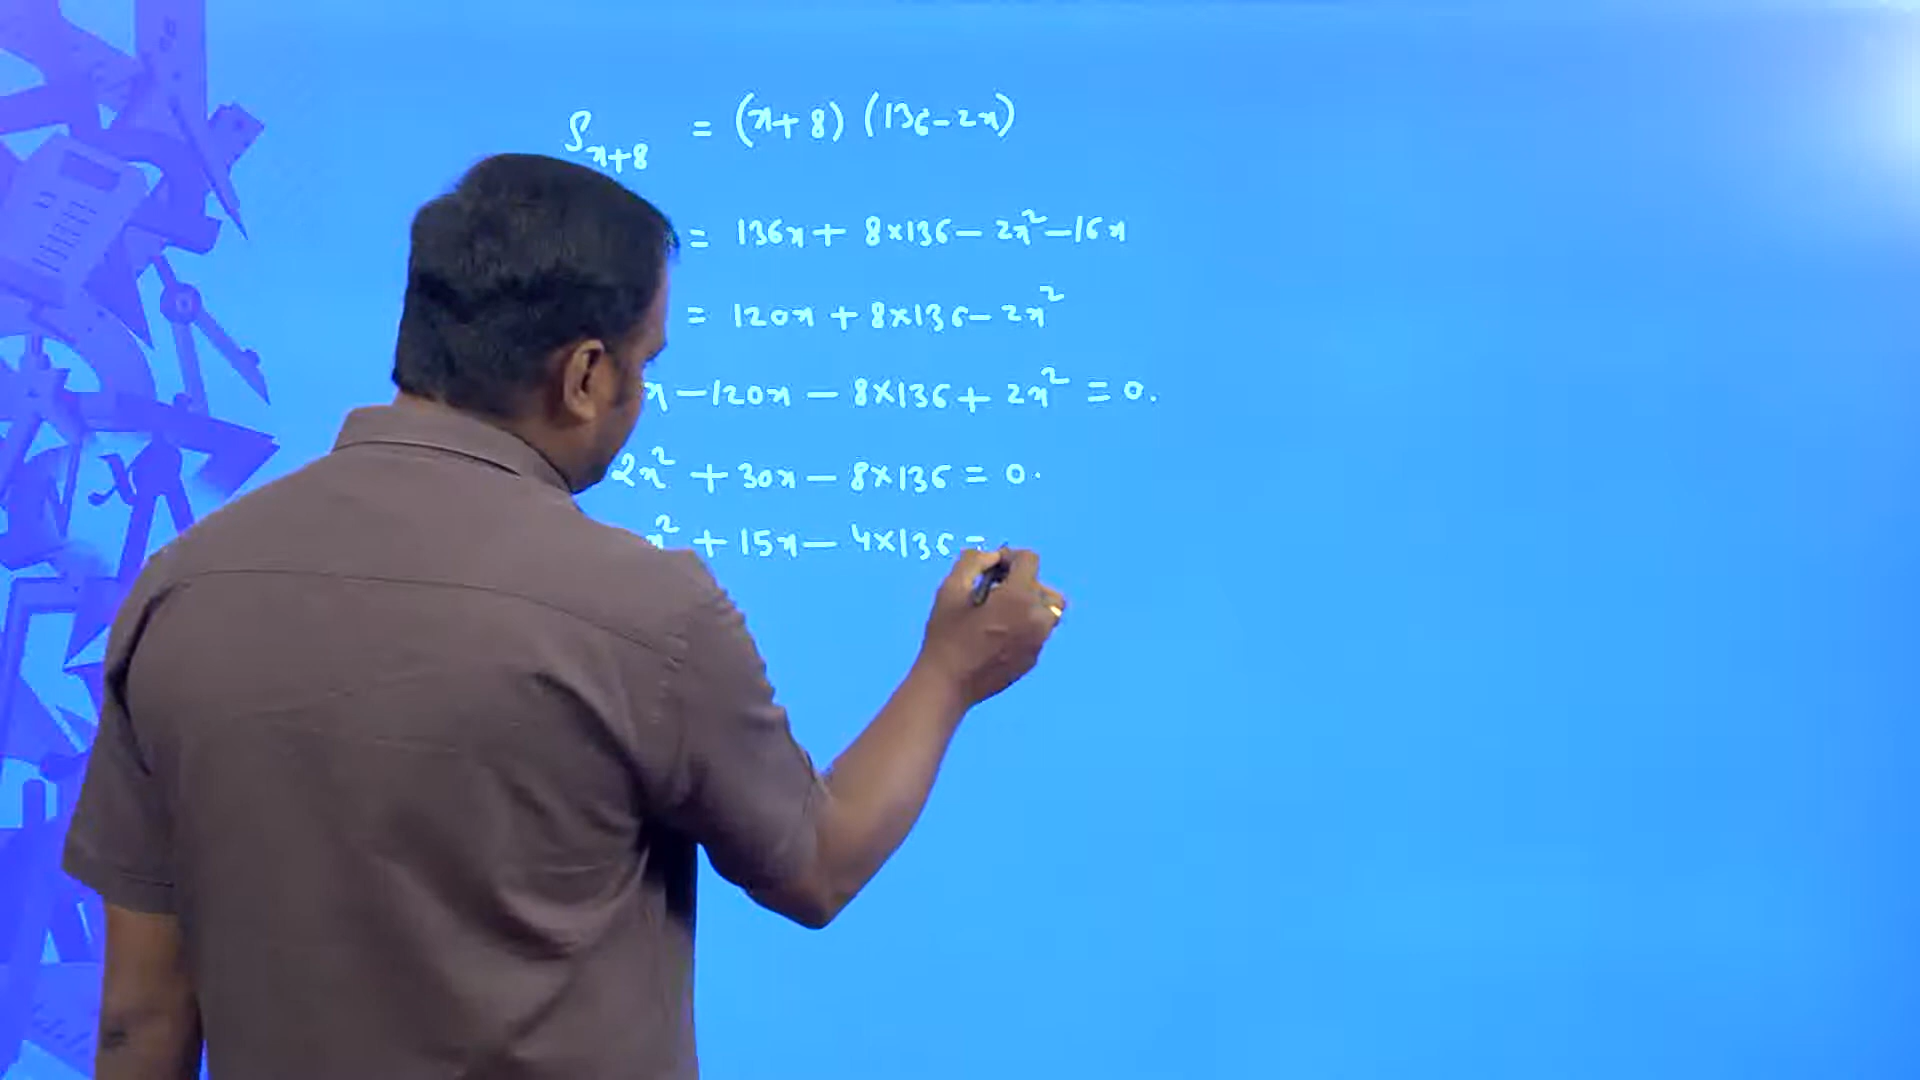 S_{x+8} = (x+8) (136-2x)
= 136x + 8×136 - 2x² - 16x
= 120x + 8×136 - 2x²
x - 120x - 8×136 + 2x² = 0.
2x² + 30x - 8×136 = 0.
x² + 15x - 4×136 =